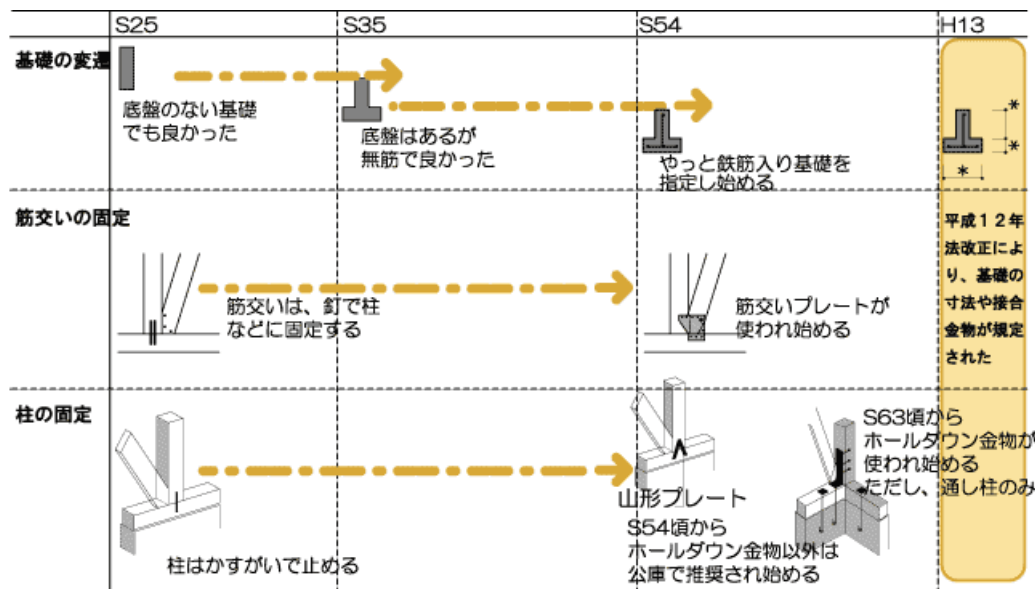 S25
S35
S54
H13
基礎の変遷
底盤のない基礎
でも良かった
底盤はあるが
無筋で良かった
やっと鉄筋入り基礎を
指定し始める
*
*
*
筋交いの固定
筋交いは、釘で柱
などに固定する
筋交いプレートが
使われ始める
平成12年
法改正によ
り、基礎の
寸法や接合
金物が規定
された
柱の固定
柱はかすがいで止める
山形プレート
S54頃から
ホールダウン金物以外は
公庫で推奨され始める
S63頃から
ホールダウン金物が
使われ始める
ただし、通し柱のみ